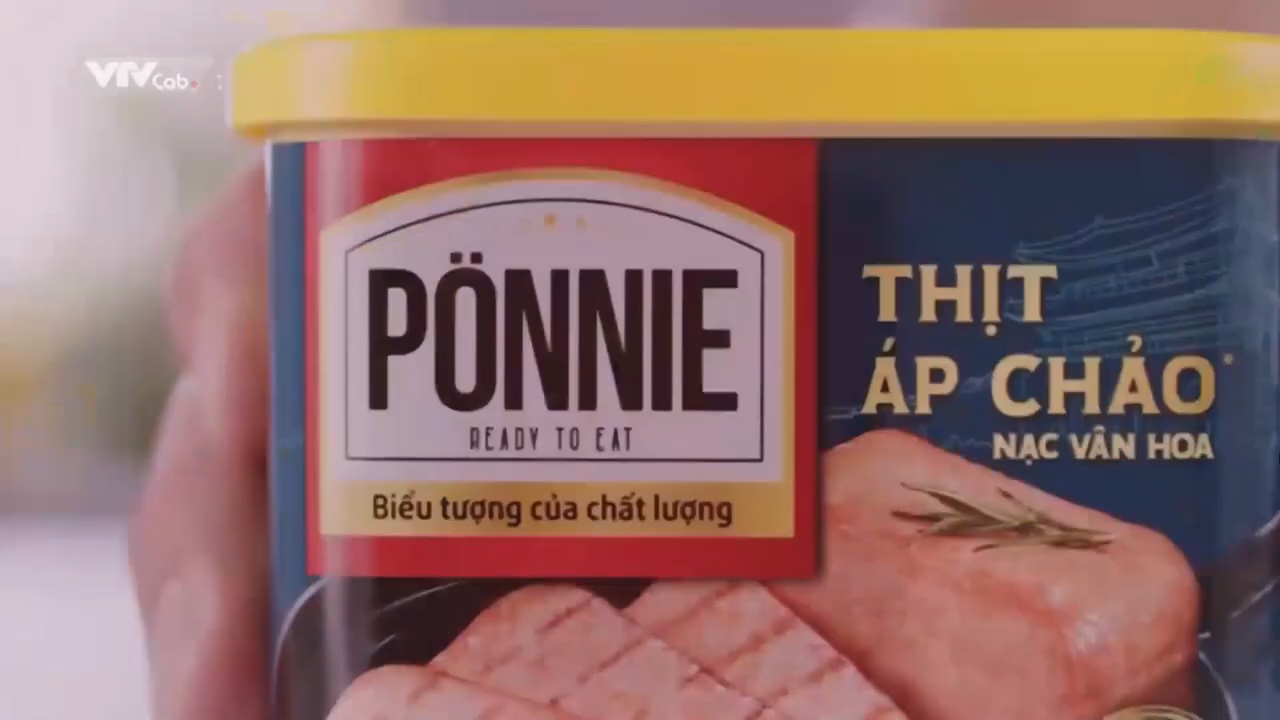 VTVCab
PÖNNIE
READY TO EAT
Biểu tượng của chất lượng
THỊT
ÁP CHẢO
NẠC VÂN HOA